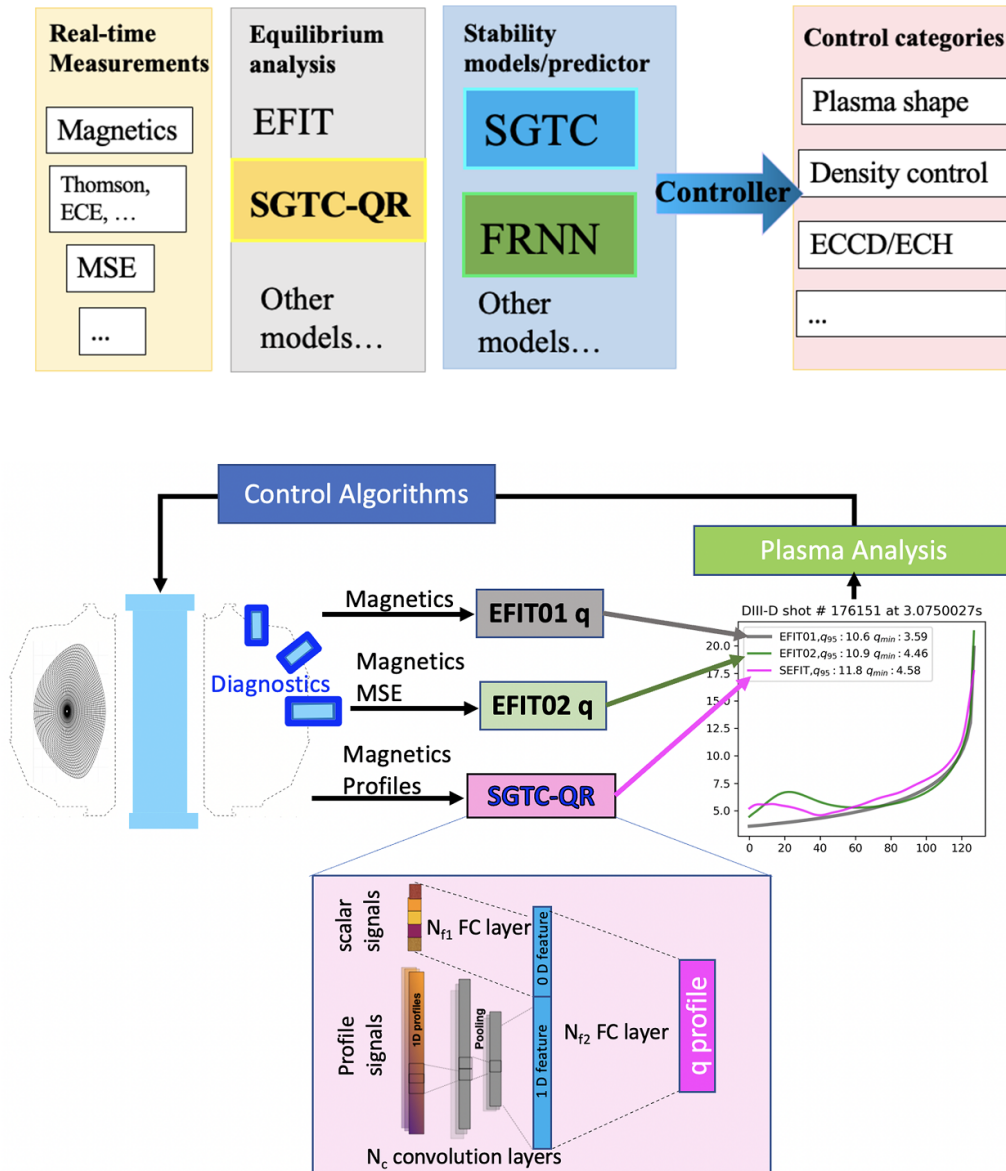 Real-time
Measurements
Magnetics
Thomson,
ECE, ...
MSE
...
Equilibrium
analysis
EFIT
SGTC-QR
Other
models...
Stability
models/predictor
SGTC
FRNN
Other
models...
Controller
Control categories
Plasma shape
Density control
ECCD/ECH
...
Control Algorithms
Plasma Analysis
Diagnostics
Magnetics
EFIT01 q
Magnetics
MSE
EFIT02 q
Magnetics
Profiles
SGTC-QR
DIII-D shot # 176151 at 3.0750027s
EFIT01,q95 : 10.6 qmin : 3.59
EFIT02,q95 : 10.9 qmin : 4.46
SEFIT,q95 : 11.8 qmin : 4.58
20.0
17.5
15.0
12.5
10.0
7.5
5.0
0 20 40 60 80 100 120
scalar
signals
Nf1 FC layer
Profile
signals
1D profiles
Pooling
0 D feature
1 D feature
Nf2 FC layer
q profile
Nc convolution layers